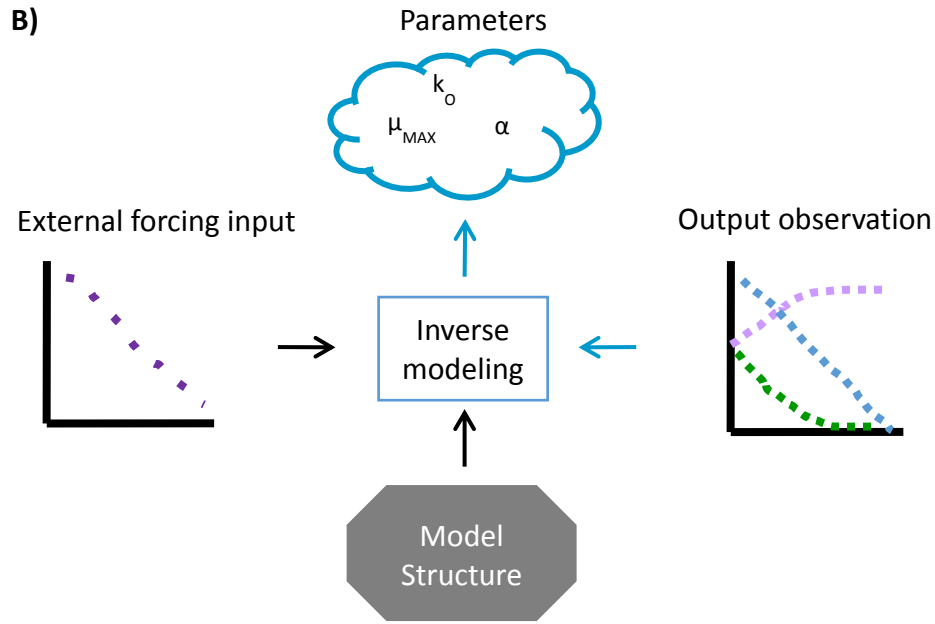 B)
Parameters
k_O
μ_MAX α
External forcing input
Output observation
Inverse
modeling
Model
Structure